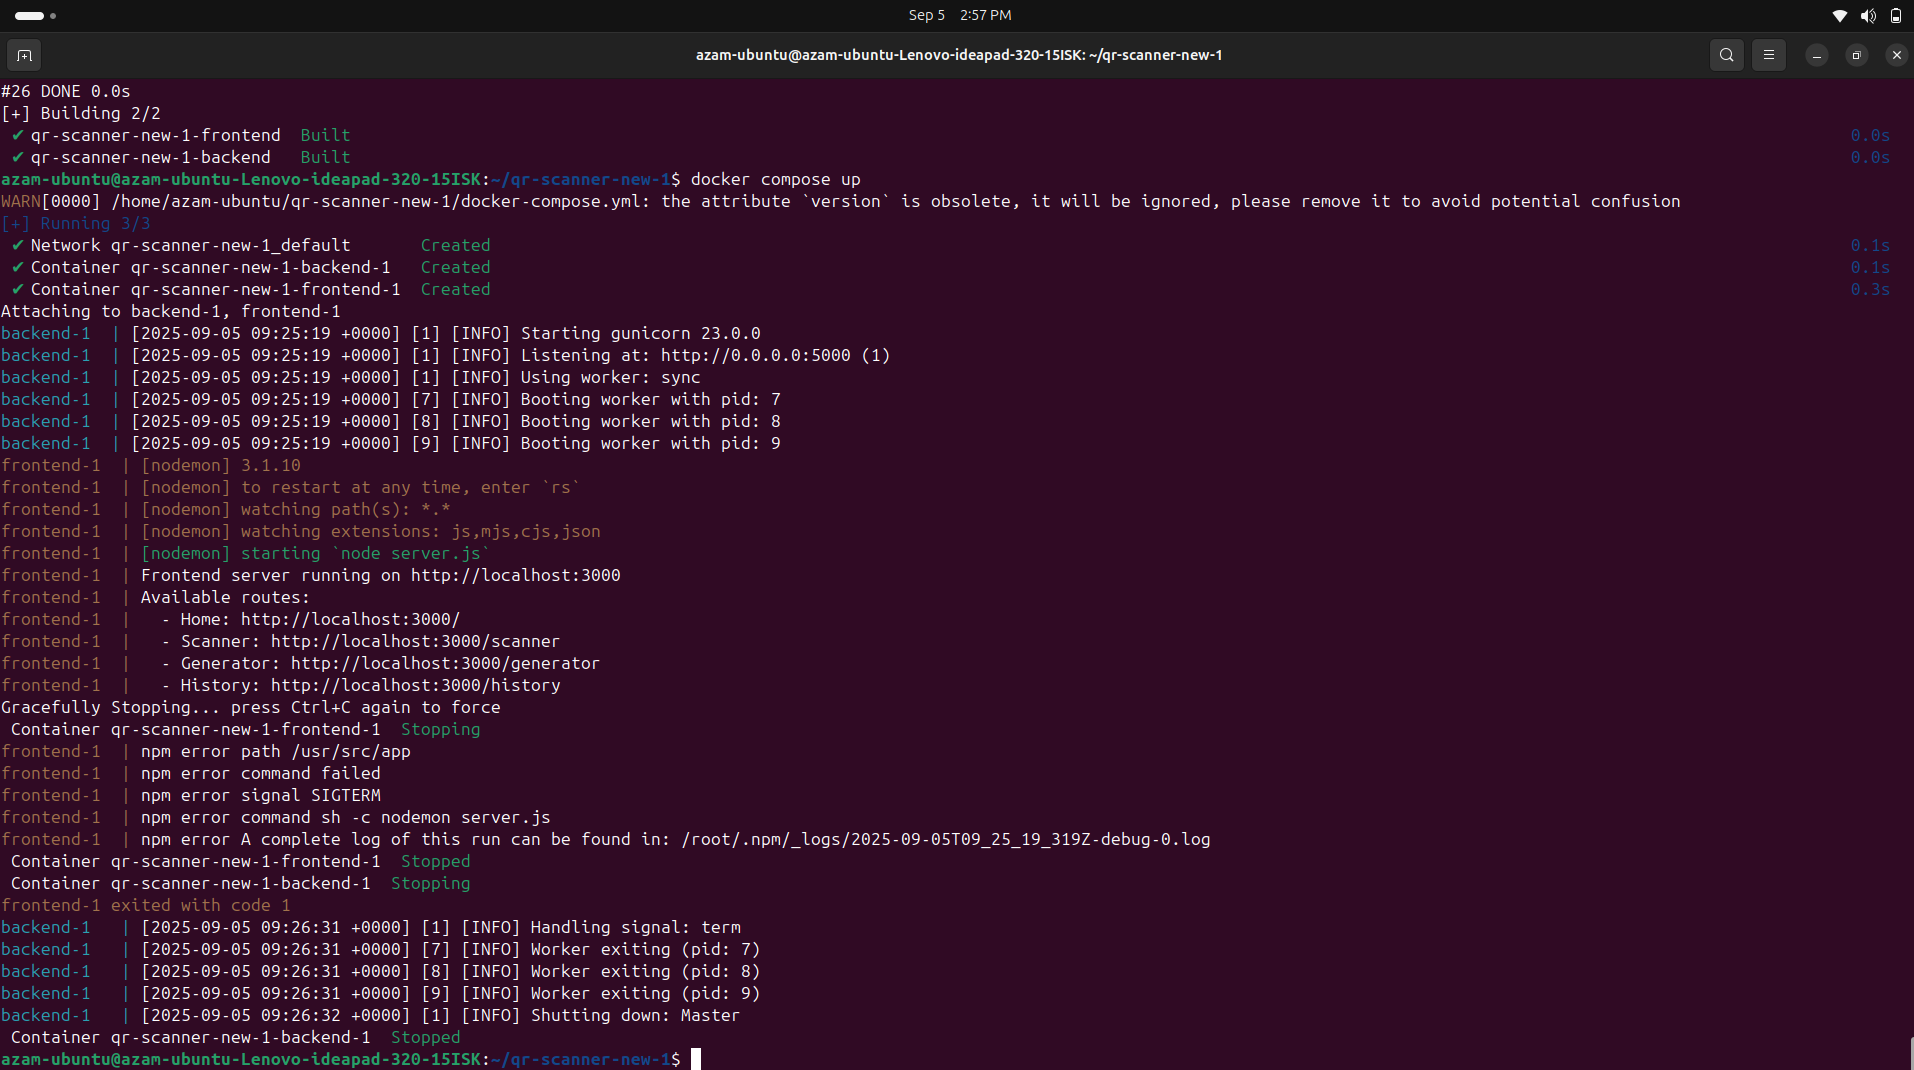 Sep 5 2:57 PM
azam-ubuntu@azam-ubuntu-Lenovo-ideapad-320-15ISK: ~/qr-scanner-new-1
#26 DONE 0.0s
[+] Building 2/2
✔ qr-scanner-new-1-frontend Built 0.0s
✔ qr-scanner-new-1-backend Built 0.0s
azam-ubuntu@azam-ubuntu-Lenovo-ideapad-320-15ISK:~/qr-scanner-new-1$ docker compose up
WARN[0000] /home/azam-ubuntu/qr-scanner-new-1/docker-compose.yml: the attribute `version` is obsolete, it will be ignored, please remove it to avoid potential confusion
[+] Running 3/3
✔ Network qr-scanner-new-1_default Created 0.1s
✔ Container qr-scanner-new-1-backend-1 Created 0.1s
✔ Container qr-scanner-new-1-frontend-1 Created 0.3s
Attaching to backend-1, frontend-1
backend-1 | [2025-09-05 09:25:19 +0000] [1] [INFO] Starting gunicorn 23.0.0
backend-1 | [2025-09-05 09:25:19 +0000] [1] [INFO] Listening at: http://0.0.0.0:5000 (1)
backend-1 | [2025-09-05 09:25:19 +0000] [1] [INFO] Using worker: sync
backend-1 | [2025-09-05 09:25:19 +0000] [7] [INFO] Booting worker with pid: 7
backend-1 | [2025-09-05 09:25:19 +0000] [8] [INFO] Booting worker with pid: 8
backend-1 | [2025-09-05 09:25:19 +0000] [9] [INFO] Booting worker with pid: 9
frontend-1 | [nodemon] 3.1.10
frontend-1 | [nodemon] to restart at any time, enter `rs`
frontend-1 | [nodemon] watching path(s): *.*
frontend-1 | [nodemon] watching extensions: js,mjs,cjs,json
frontend-1 | [nodemon] starting `node server.js`
frontend-1 | Frontend server running on http://localhost:3000
frontend-1 | Available routes:
frontend-1 | - Home: http://localhost:3000/
frontend-1 | - Scanner: http://localhost:3000/scanner
frontend-1 | - Generator: http://localhost:3000/generator
frontend-1 | - History: http://localhost:3000/history
Gracefully Stopping... press Ctrl+C again to force
Container qr-scanner-new-1-frontend-1 Stopping
frontend-1 | npm error path /usr/src/app
frontend-1 | npm error command failed
frontend-1 | npm error signal SIGTERM
frontend-1 | npm error command sh -c nodemon server.js
frontend-1 | npm error A complete log of this run can be found in: /root/.npm/_logs/2025-09-05T09_25_19_319Z-debug-0.log
Container qr-scanner-new-1-frontend-1 Stopped
Container qr-scanner-new-1-backend-1 Stopping
frontend-1 exited with code 1
backend-1 | [2025-09-05 09:26:31 +0000] [1] [INFO] Handling signal: term
backend-1 | [2025-09-05 09:26:31 +0000] [7] [INFO] Worker exiting (pid: 7)
backend-1 | [2025-09-05 09:26:31 +0000] [8] [INFO] Worker exiting (pid: 8)
backend-1 | [2025-09-05 09:26:31 +0000] [9] [INFO] Worker exiting (pid: 9)
backend-1 | [2025-09-05 09:26:32 +0000] [1] [INFO] Shutting down: Master
Container qr-scanner-new-1-backend-1 Stopped
azam-ubuntu@azam-ubuntu-Lenovo-ideapad-320-15ISK:~/qr-scanner-new-1$